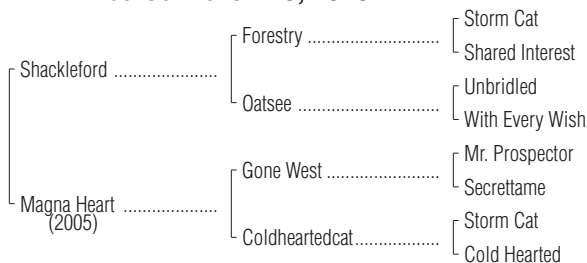 Storm Cat
Forestry ..................................
Shared Interest
Shackleford ...........................
Unbridled
Oatsee ....................................
With Every Wish
Mr. Prospector
Gone West .............................
Secrettame
Magna Heart ........................
(2005)
Storm Cat
Coldheartedcat.....................
Cold Hearted